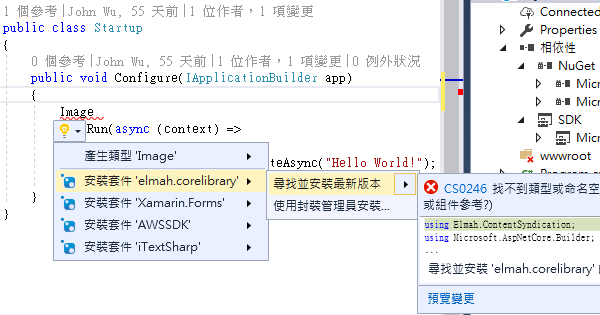 1 個參考|John Wu, 55 天前|1 位作者, 1 項變更
public class Startup
{
0 個參考|John Wu, 55 天前|1 位作者, 1 項變更|0 例外狀況
public void Configure(IApplicationBuilder app)
{
Image
Run(async (context) =>
產生類型 'Image'
teAsync("Hello World!");
安裝套件 'elmah.corelibrary'
安裝套件 'Xamarin.Forms'
安裝套件 'AWSSDK'
安裝套件 'iTextSharp'
}
}
尋找並安裝最新版本
使用封裝管理員安裝...
CS0246 找不到類型或命名空
或組件參考?)
using Elmah.ContentSyndication;
using Microsoft.AspNetCore.Builder;
...
尋找並安裝 'elmah.corelibrary'
預覽變更
Connected
Properties
相依性
NuGet
Micr
Micr
SDK
Micr
wwwroot